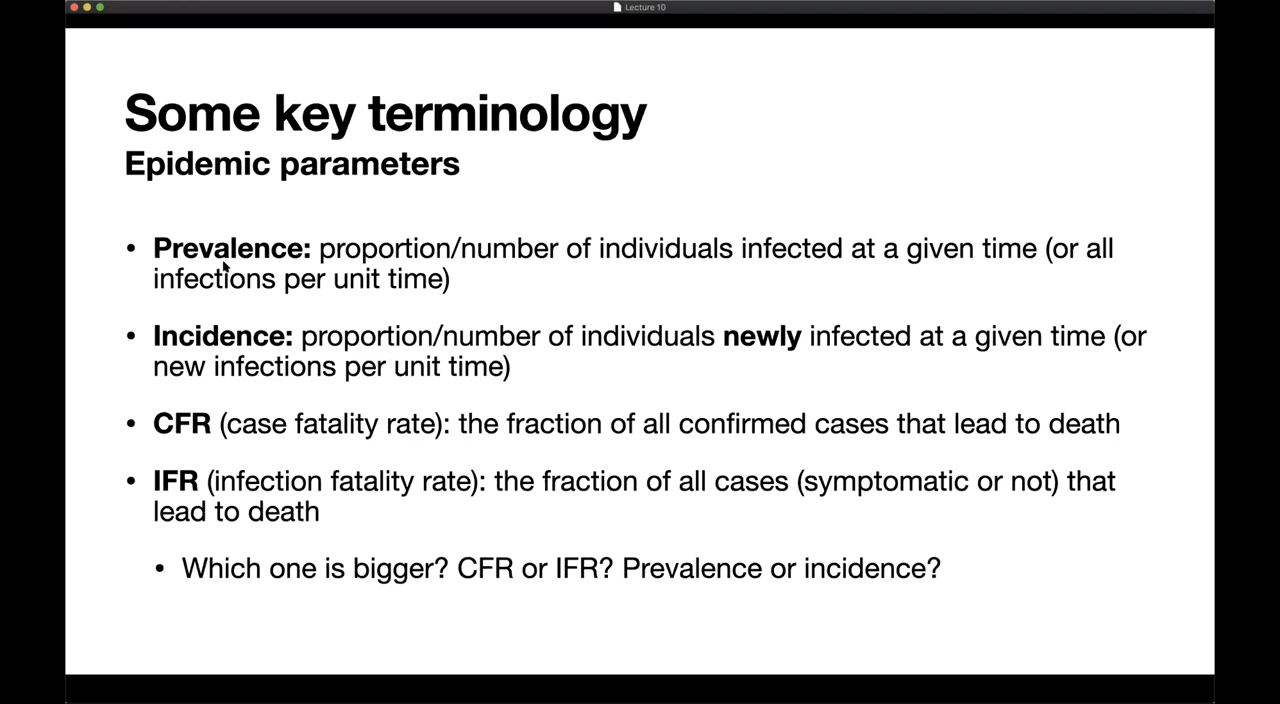 Lecture 10
Some key terminology
Epidemic parameters
• Prevalence: proportion/number of individuals infected at a given time (or all
infections per unit time)
• Incidence: proportion/number of individuals newly infected at a given time (or
new infections per unit time)
• CFR (case fatality rate): the fraction of all confirmed cases that lead to death
• IFR (infection fatality rate): the fraction of all cases (symptomatic or not) that
lead to death
• Which one is bigger? CFR or IFR? Prevalence or incidence?